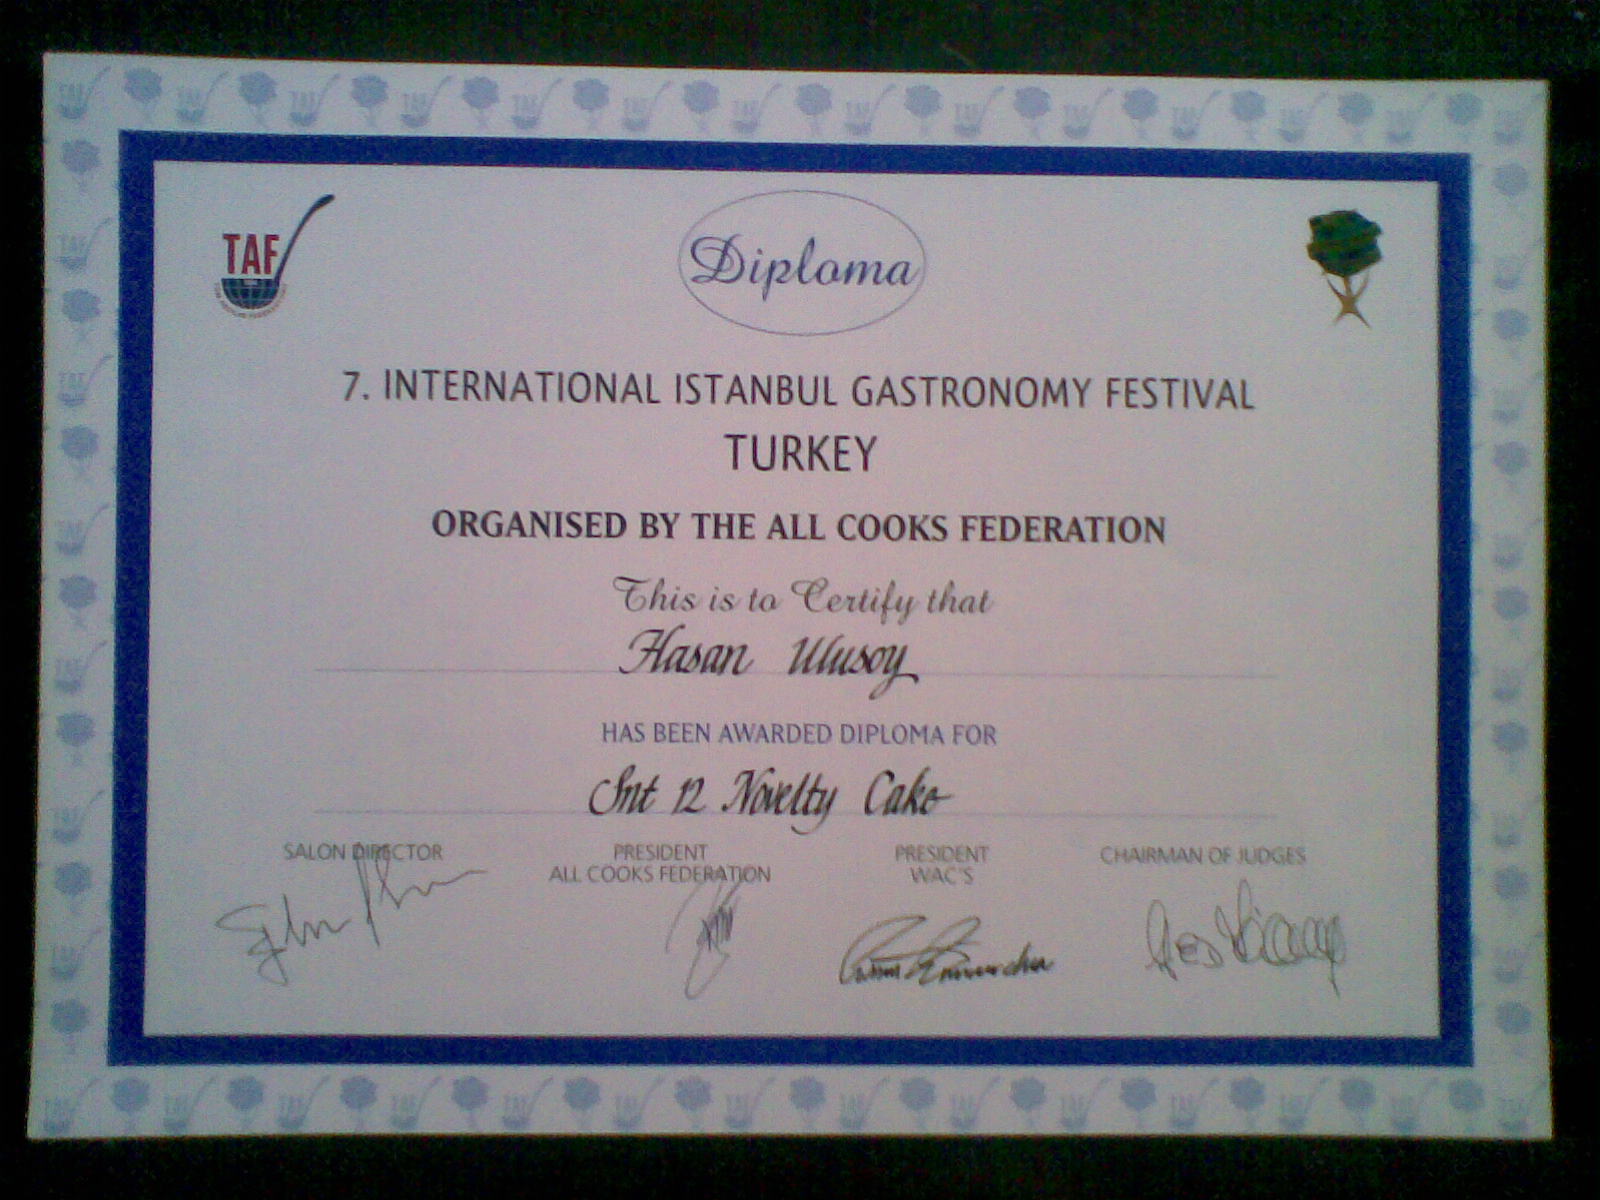 TAF
Diploma
7. INTERNATIONAL ISTANBUL GASTRONOMY FESTIVAL
TURKEY
ORGANISED BY THE ALL COOKS FEDERATION
This is to Certify that
Hasan Ulusoy
HAS BEEN AWARDED DIPLOMA FOR
Snt 12 Novelty Cake
SALON DIRECTOR
PRESIDENT
ALL COOKS FEDERATION
PRESIDENT
WAC'S
CHAIRMAN OF JUDGES